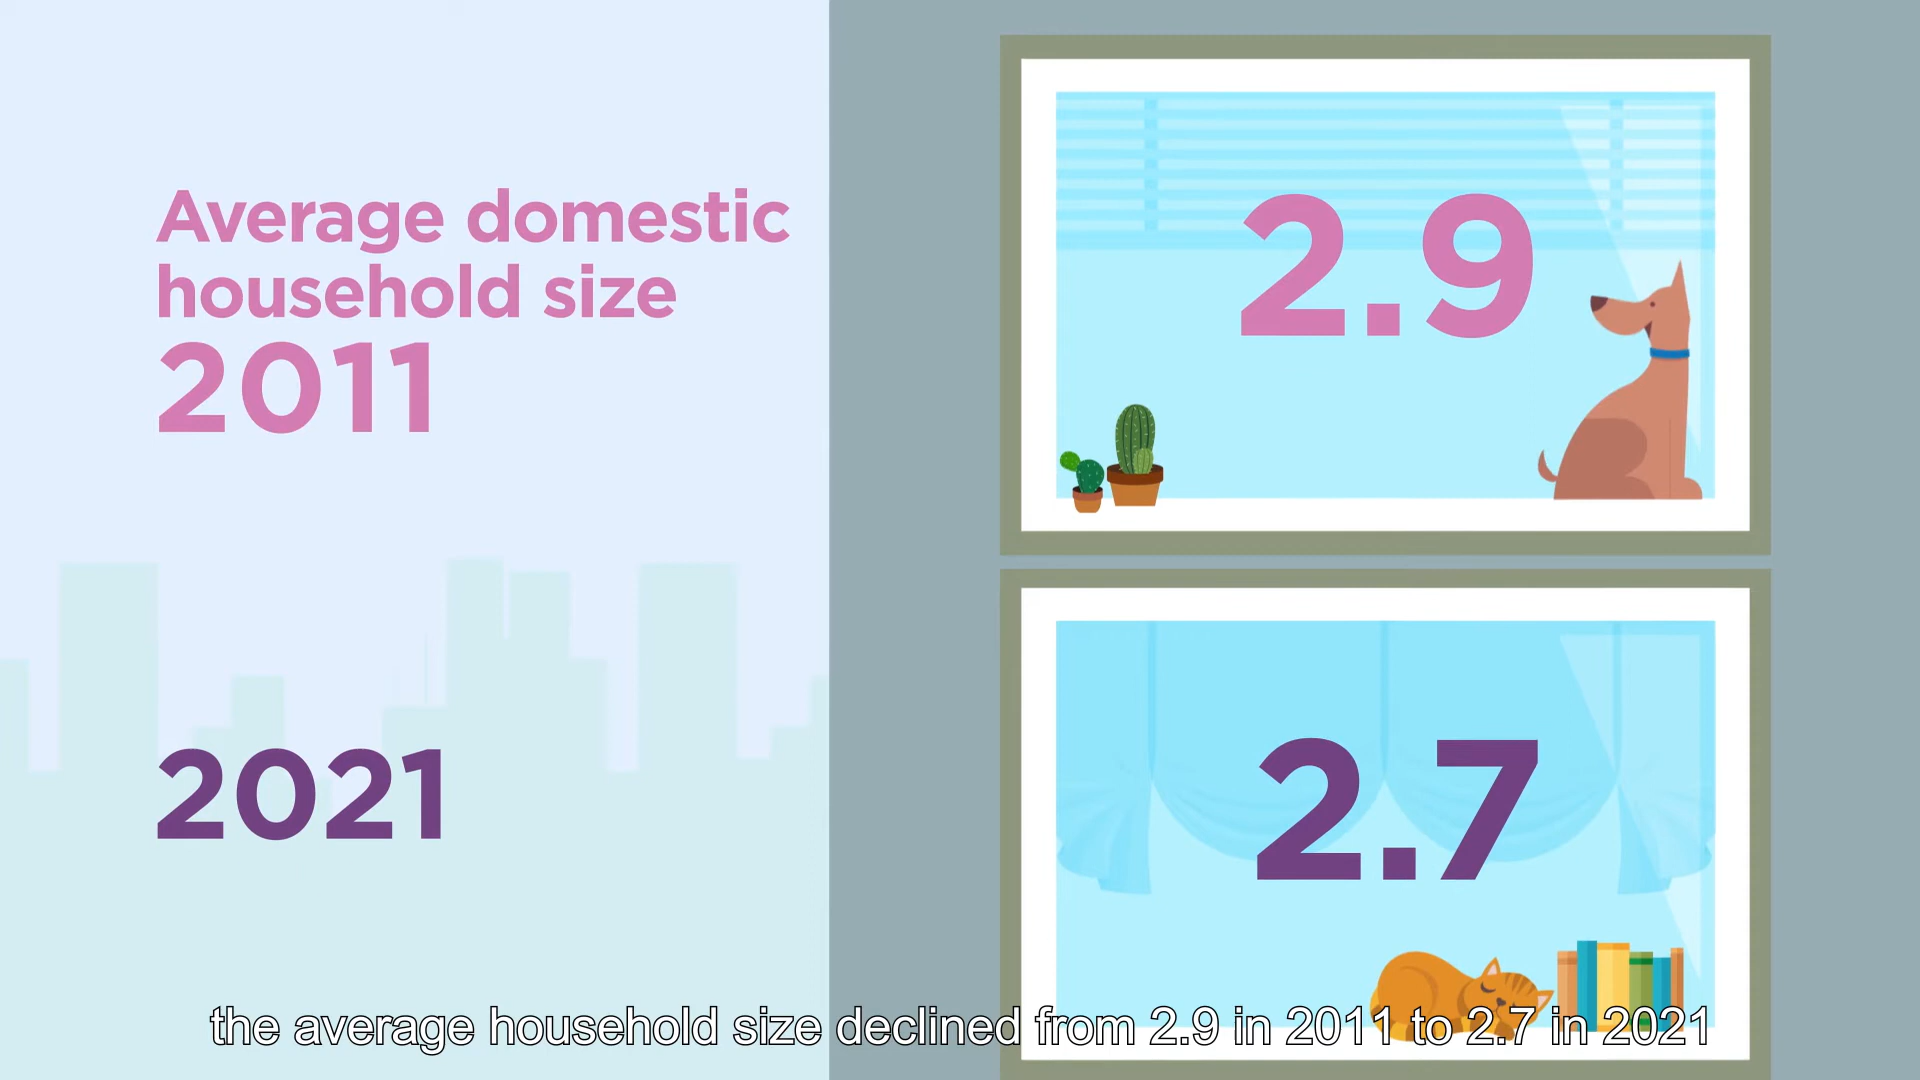 Average domestic
household size
2011
2.9
2021
2.7
the average household size declined from 2.9 in 2011 to 2.7 in 2021